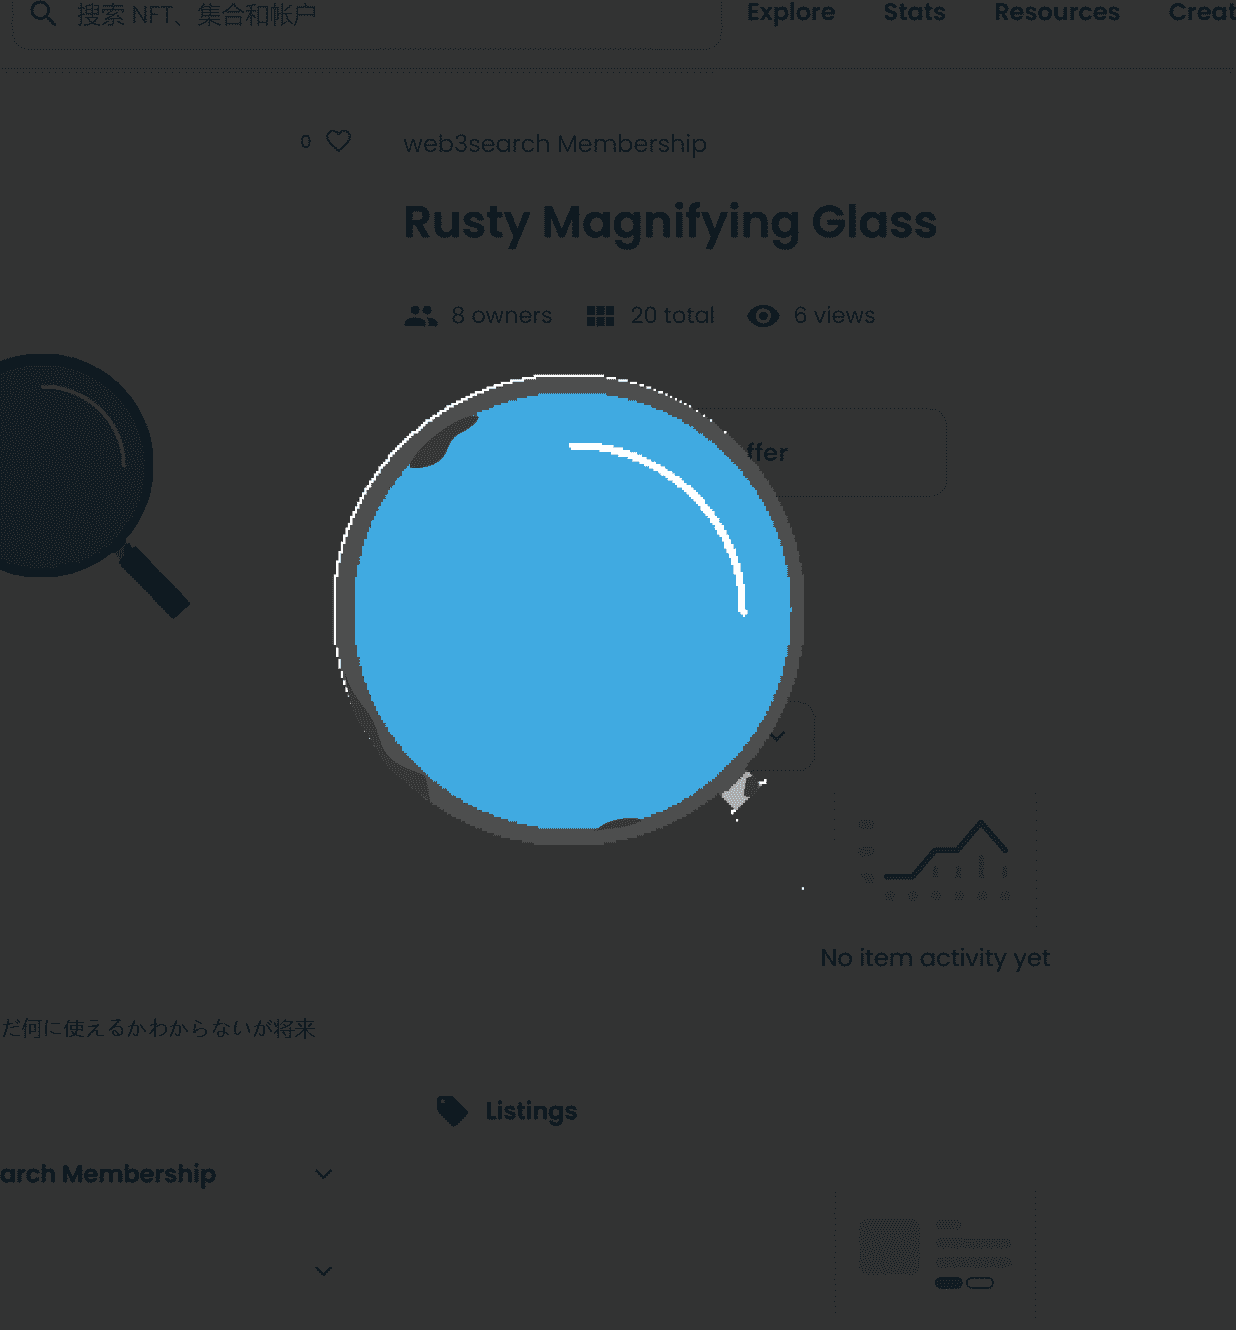 搜索 NFT、集合和帐户
Explore Stats Resources Creat
0
web3search Membership
Rusty Magnifying Glass
8 owners 20 total 6 views
ffer
No item activity yet
だ何に使えるかわからないが将来
Listings
arch Membership